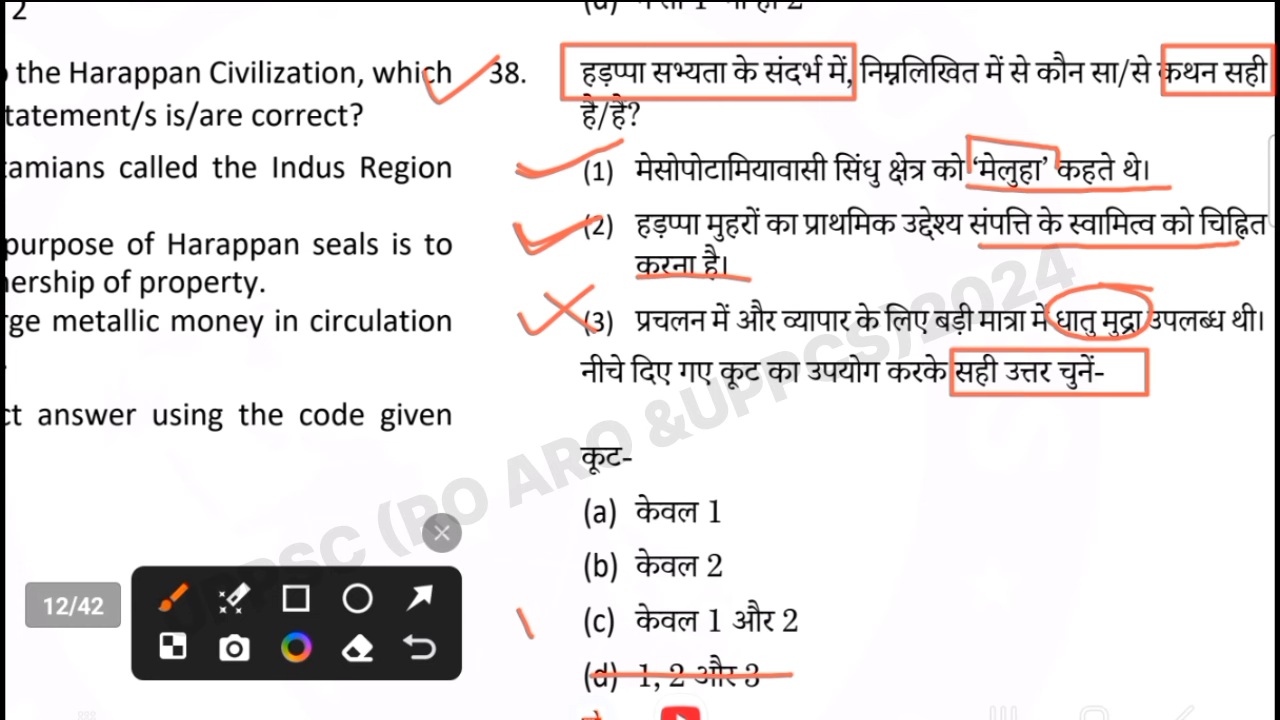 2
the Harappan Civilization, which
tatement/s is/are correct?
amians called the Indus Region
purpose of Harappan seals is to
nership of property.
rge metallic money in circulation
ct answer using the code given
38. हड़प्पा सभ्यता के संदर्भ में, निम्नलिखित में से कौन सा/से कथन सही
है/हैं?
(1) मेसोपोटामियावासी सिंधु क्षेत्र को 'मेलुहा' कहते थे।
(2) हड़प्पा मुहरों का प्राथमिक उद्देश्य संपत्ति के स्वामित्व को चिह्नित
करना है।
(3) प्रचलन में और व्यापार के लिए बड़ी मात्रा में धातु मुद्रा उपलब्ध थी।
नीचे दिए गए कूट का उपयोग करके सही उत्तर चुनें-
कूट-
(a) केवल 1
(b) केवल 2
(c) केवल 1 और 2
(d) 1, 2 और 3
UPPSC (RO ARO &UPPCS)2024
12/42